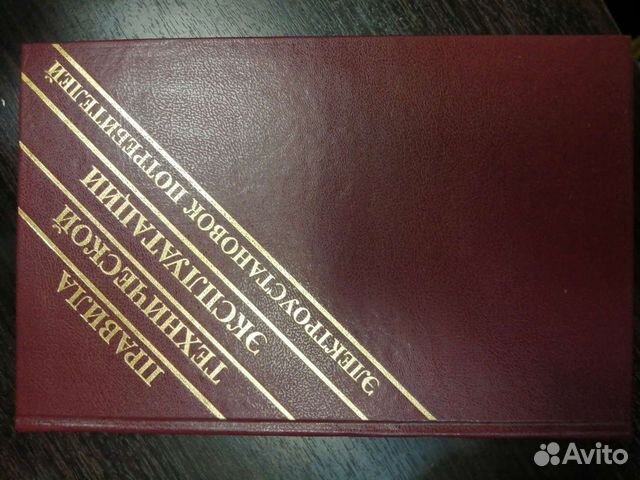 ПРАВИЛА
ТЕХНИЧЕСКОЙ
ЭКСПЛУАТАЦИИ
ЭЛЕКТРОУСТАНОВОК ПОТРЕБИТЕЛЕЙ
Avito